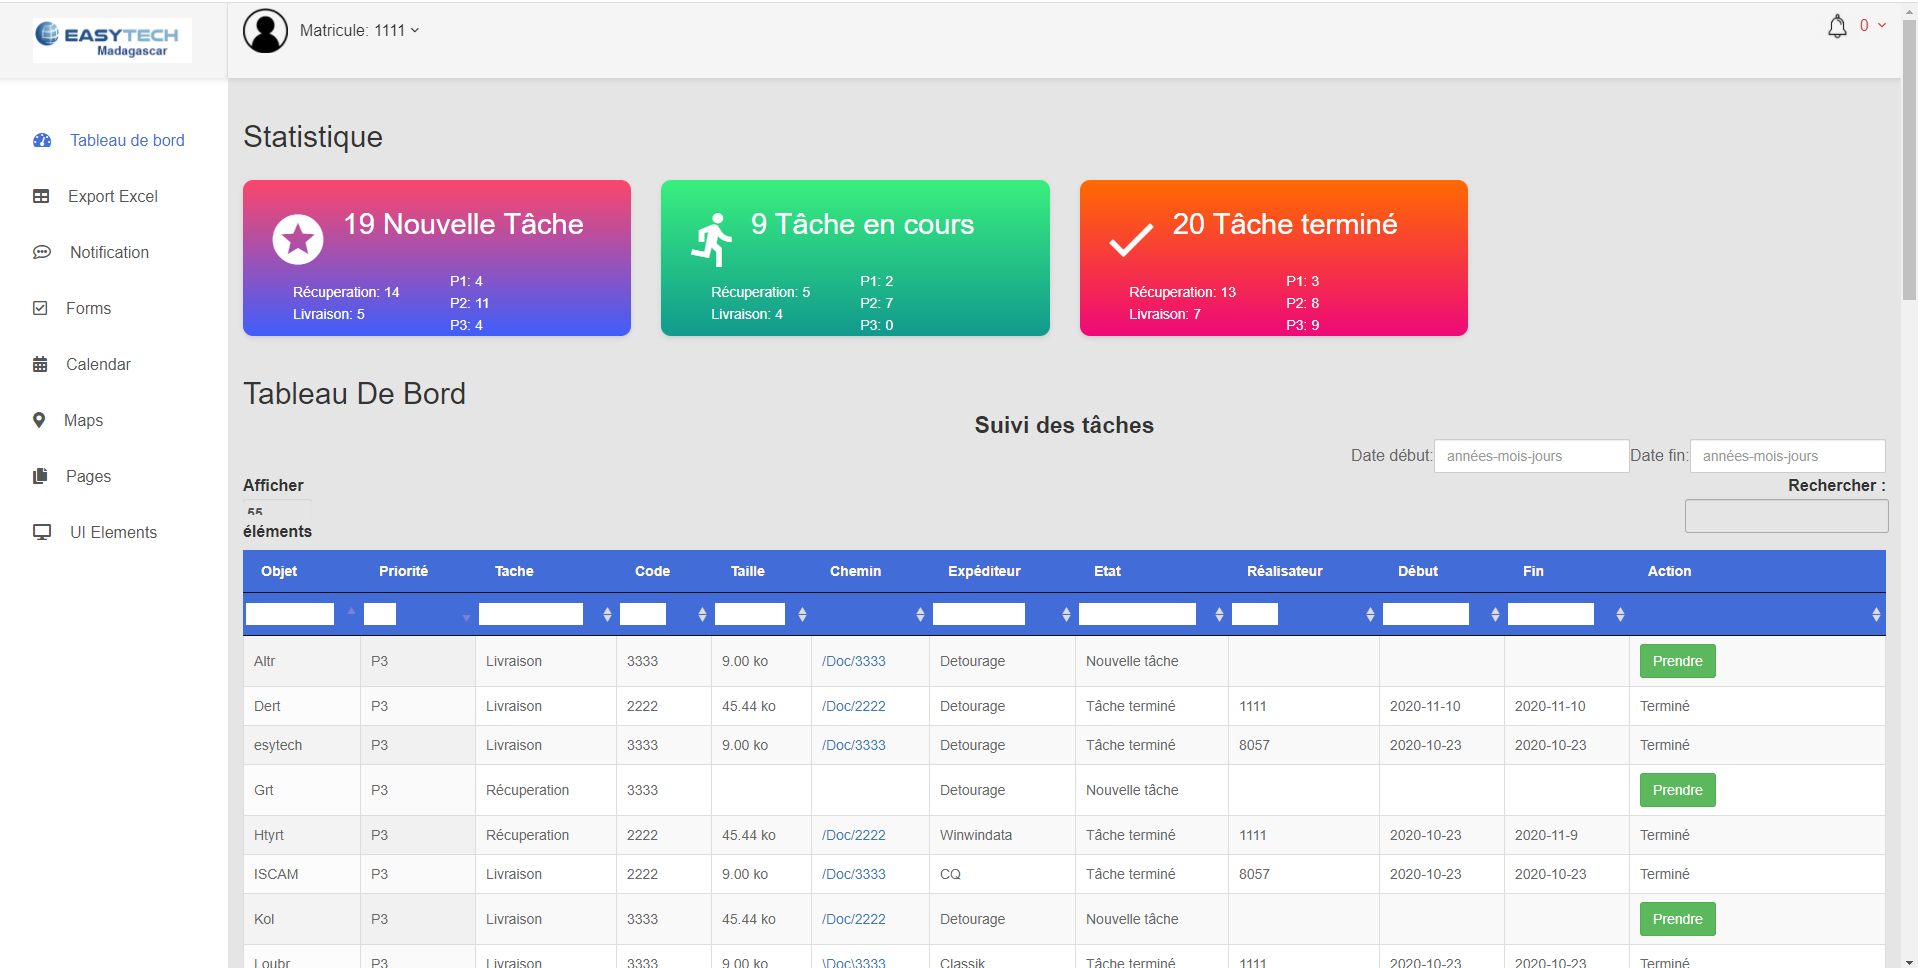 EASYTECH
Madagascar
Matricule: 1111
0
Tableau de bord
Export Excel
Notification
Forms
Calendar
Maps
Pages
UI Elements
Statistique
19 Nouvelle Tâche
Récuperation: 14
Livraison: 5
P1: 4
P2: 11
P3: 4
9 Tâche en cours
Récuperation: 5
Livraison: 4
P1: 2
P2: 7
P3: 0
20 Tâche terminé
Récuperation: 13
Livraison: 7
P1: 3
P2: 8
P3: 9
Tableau De Bord
Suivi des tâches
Date début: années-mois-jours Date fin: années-mois-jours
Afficher
55
éléments
Rechercher :
Objet Priorité Tache Code Taille Chemin Expéditeur Etat Réalisateur Début Fin Action
Altr P3 Livraison 3333 9.00 ko /Doc/3333 Detourage Nouvelle tâche Prendre
Dert P3 Livraison 2222 45.44 ko /Doc/2222 Detourage Tâche terminé 1111 2020-11-10 2020-11-10 Terminé
esytech P3 Livraison 3333 9.00 ko /Doc/3333 Detourage Tâche terminé 8057 2020-10-23 2020-10-23 Terminé
Grt P3 Récuperation 3333 Detourage Nouvelle tâche Prendre
Htyrt P3 Récuperation 2222 45.44 ko /Doc/2222 Winwindata Tâche terminé 1111 2020-10-23 2020-11-9 Terminé
ISCAM P3 Livraison 2222 9.00 ko /Doc/3333 CQ Tâche terminé 8057 2020-10-23 2020-10-23 Terminé
Kol P3 Livraison 3333 45.44 ko /Doc/2222 Detourage Nouvelle tâche Prendre
Loubr P3 Livraison 3333 9.00 ko \Doc\3333 Classik Tâche terminé 1111 2020-10-23 2020-10-23 Terminé